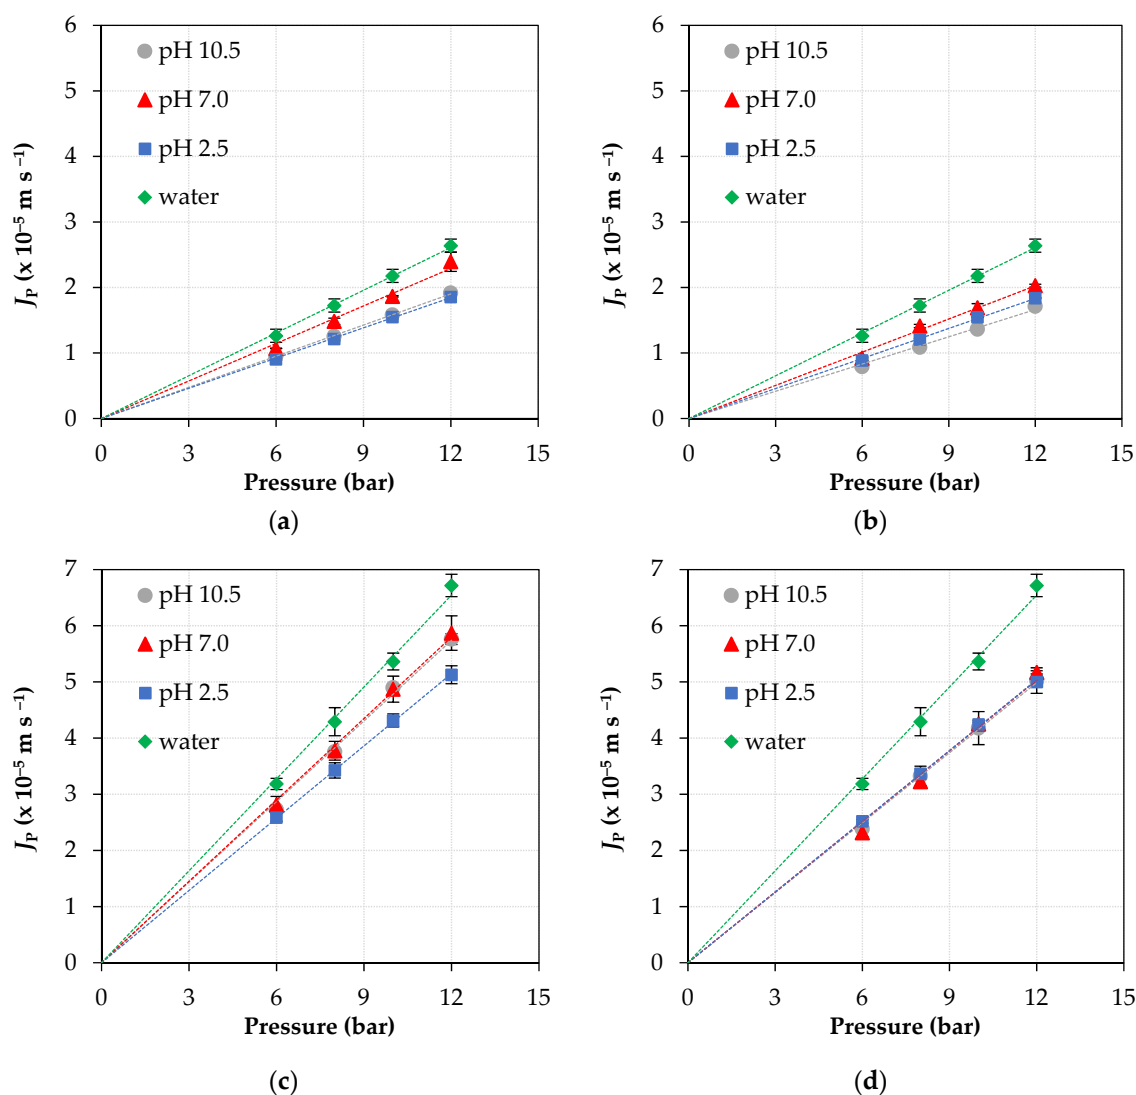 6
5
4
3
2
1
0
pH 10.5
pH 7.0
pH 2.5
water
J_P (x 10⁻⁵ m s ⁻¹)
0 3 6 9 12 15
Pressure (bar)
(a)
6
5
4
3
2
1
0
pH 10.5
pH 7.0
pH 2.5
water
J_P (x 10⁻⁵ m s ⁻¹)
0 3 6 9 12 15
Pressure (bar)
(b)
7
6
5
4
3
2
1
0
pH 10.5
pH 7.0
pH 2.5
water
J_P (x 10⁻⁵ m s ⁻¹)
0 3 6 9 12 15
Pressure (bar)
(c)
7
6
5
4
3
2
1
0
pH 10.5
pH 7.0
pH 2.5
water
J_P (x 10⁻⁵ m s ⁻¹)
0 3 6 9 12 15
Pressure (bar)
(d)